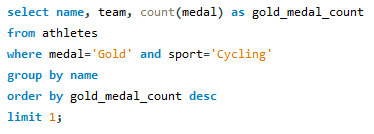 select name, team, count(medal) as gold_medal_count
from athletes
where medal='Gold' and sport='Cycling'
group by name
order by gold_medal_count desc
limit 1;